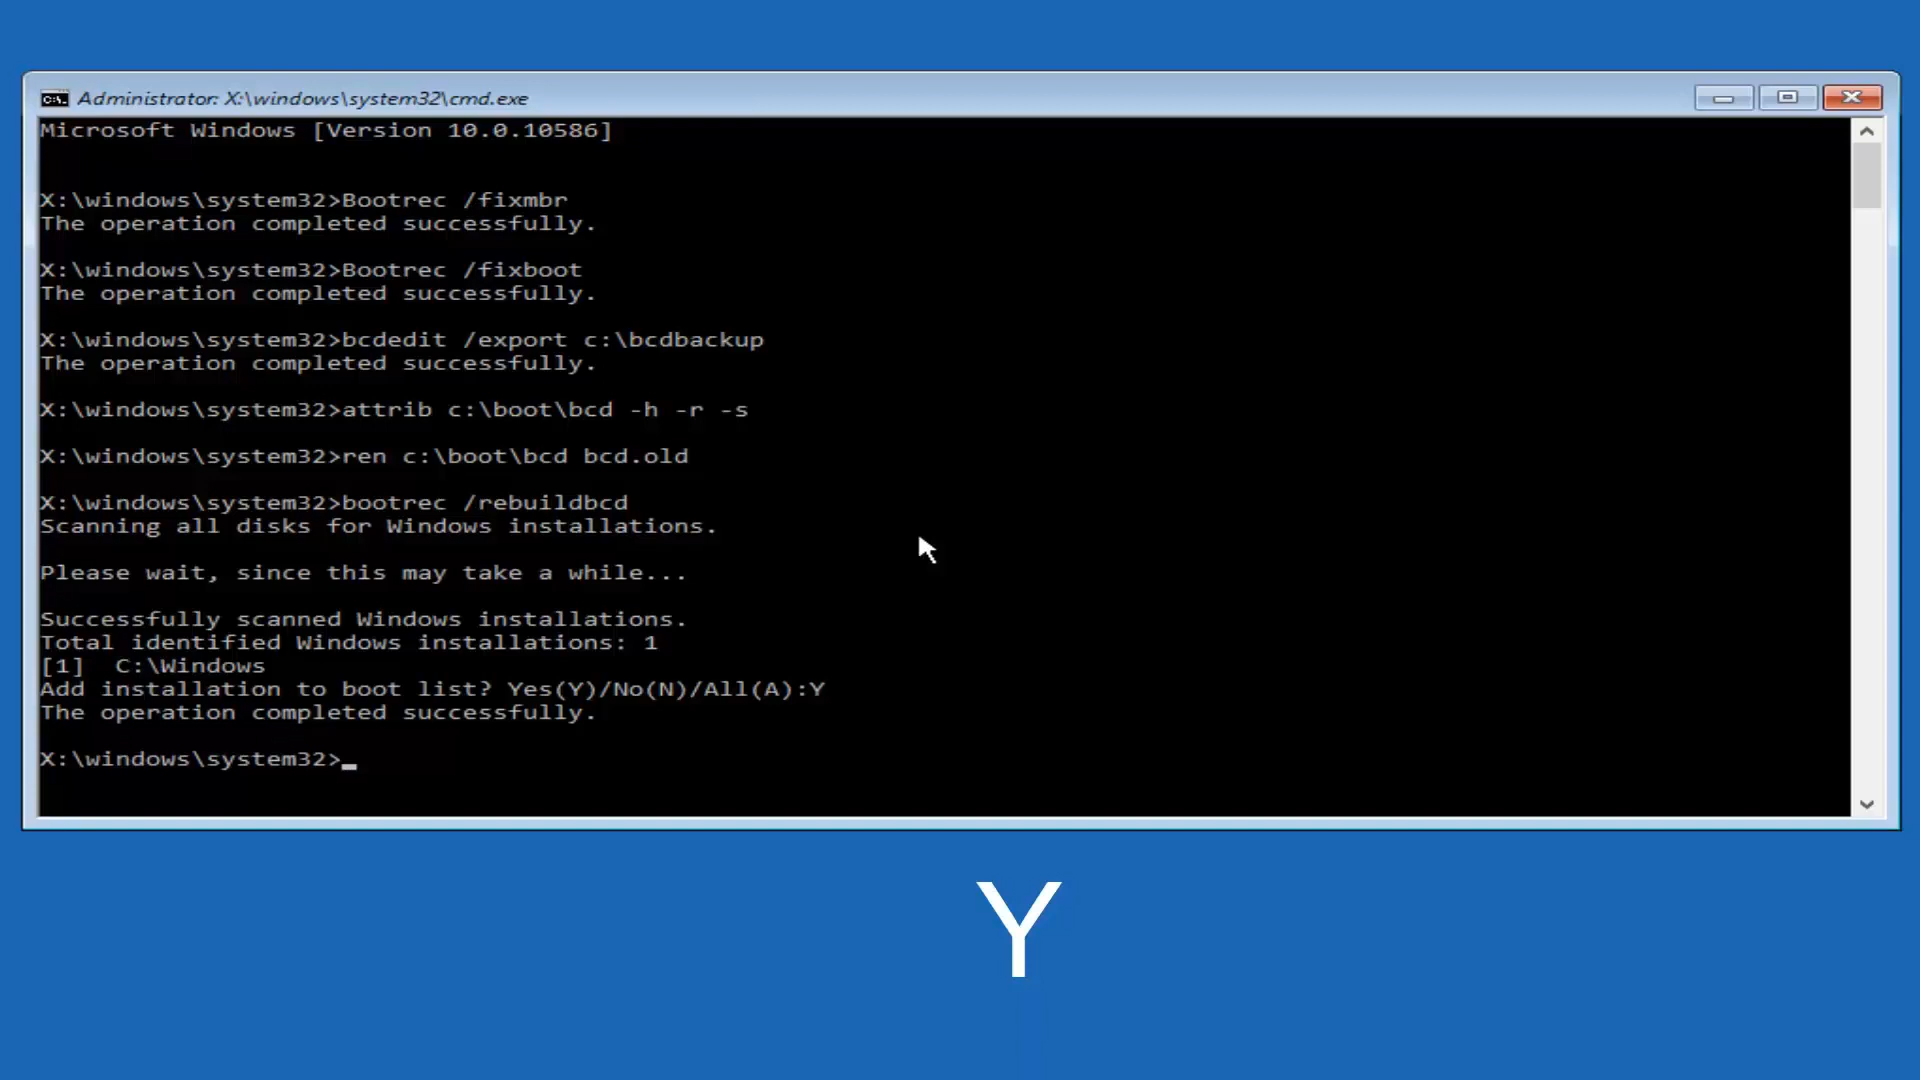 Administrator: X:\windows\system32\cmd.exe
Microsoft Windows [Version 10.0.10586]
X:\windows\system32>Bootrec /fixmbr
The operation completed successfully.
X:\windows\system32>Bootrec /fixboot
The operation completed successfully.
X:\windows\system32>bcdedit /export c:\bcdbackup
The operation completed successfully.
X:\windows\system32>attrib c:\boot\bcd -h -r -s
X:\windows\system32>ren c:\boot\bcd bcd.old
X:\windows\system32>bootrec /rebuildbcd
Scanning all disks for Windows installations.
Please wait, since this may take a while...
Successfully scanned Windows installations.
Total identified Windows installations: 1
[1]  C:\Windows
Add installation to boot list? Yes(Y)/No(N)/All(A):Y
The operation completed successfully.
X:\windows\system32>_
Y